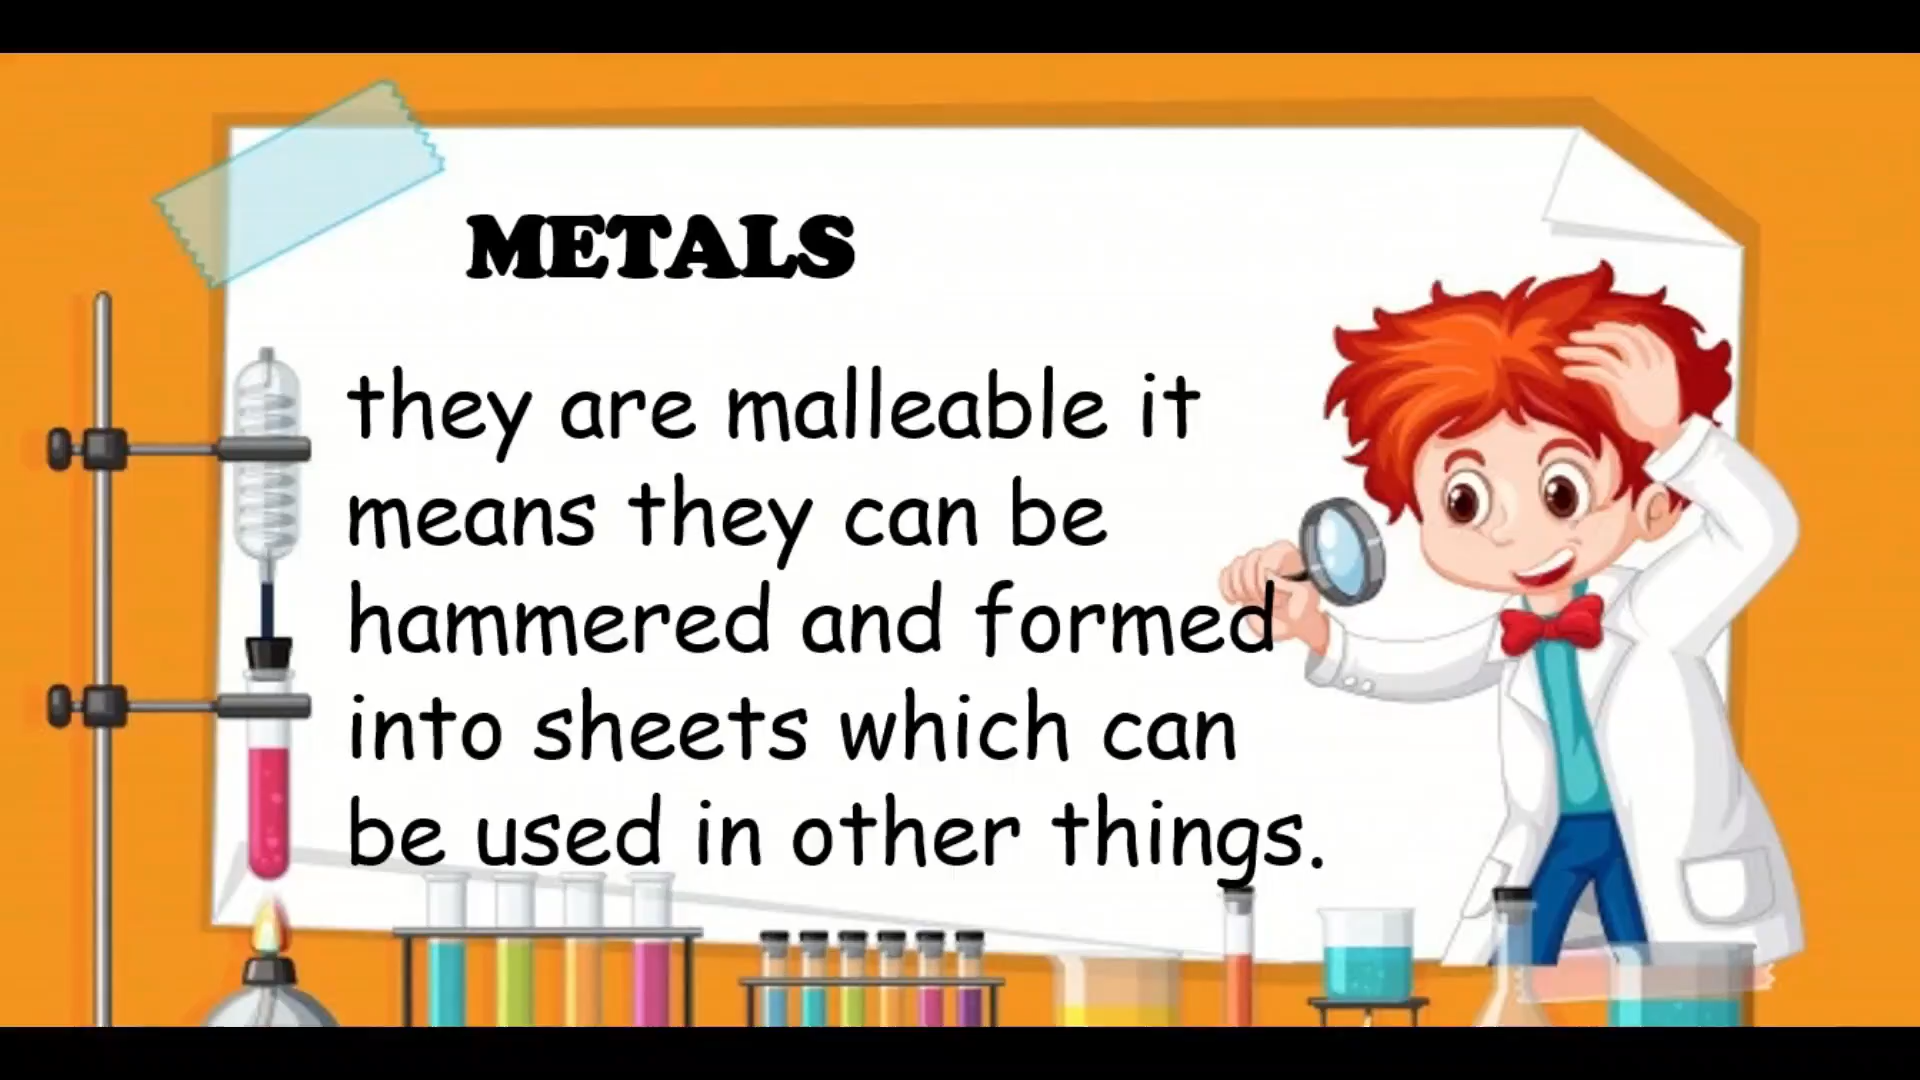 METALS
they are malleable it
means they can be
hammered and formed
into sheets which can
be used in other things.